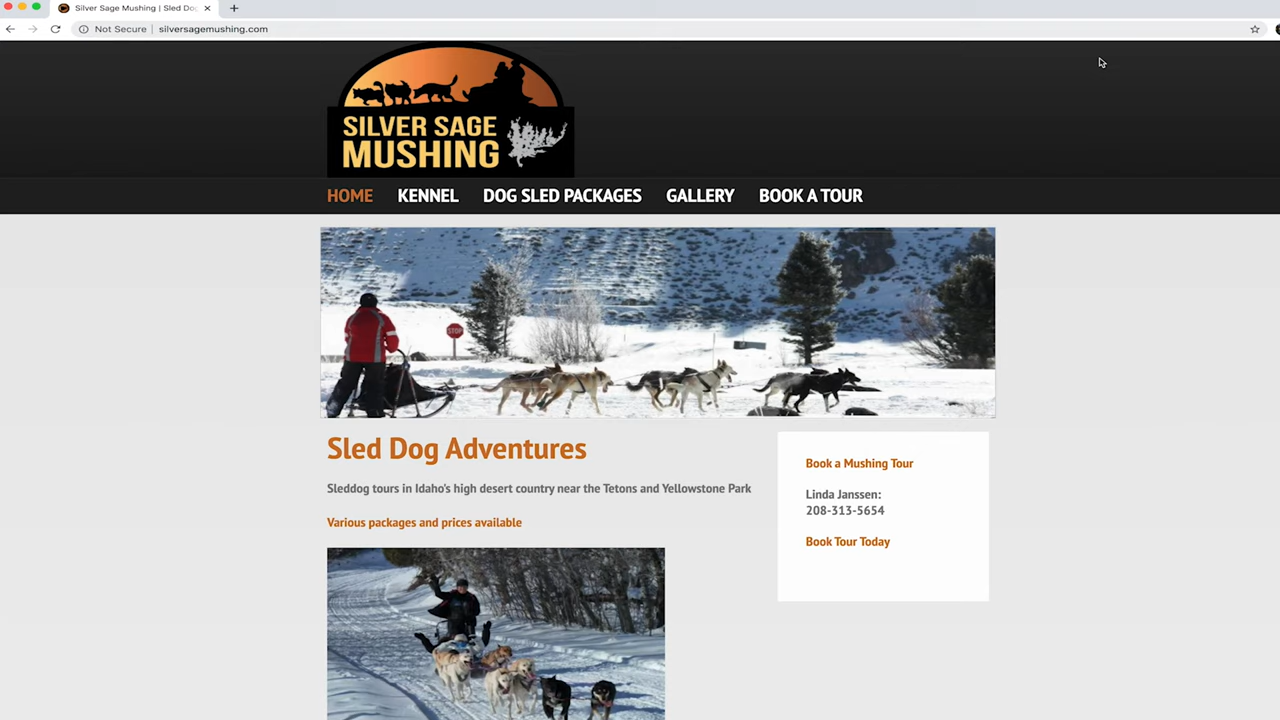 Silver Sage Mushing | Sled Do
Not Secure | silversagemushing.com
SILVER SAGE
MUSHING
HOME KENNEL DOG SLED PACKAGES GALLERY BOOK A TOUR
STOP
Sled Dog Adventures
Sleddog tours in Idaho's high desert country near the Tetons and Yellowstone Park
Various packages and prices available
Book a Mushing Tour
Linda Janssen:
208-313-5654
Book Tour Today